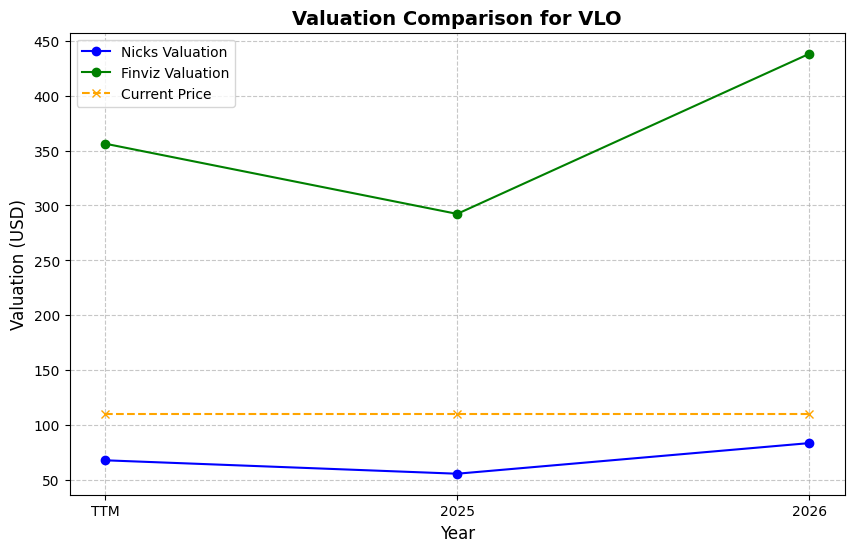 Valuation Comparison for VLO
Nicks Valuation
Finviz Valuation
Current Price
Valuation (USD)
450
400
350
300
250
200
150
100
50
TTM
2025
2026
Year